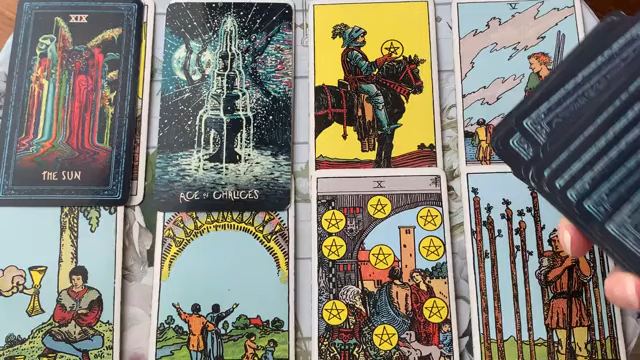 XIX
THE SUN
ACE OF CHALICES
V
X